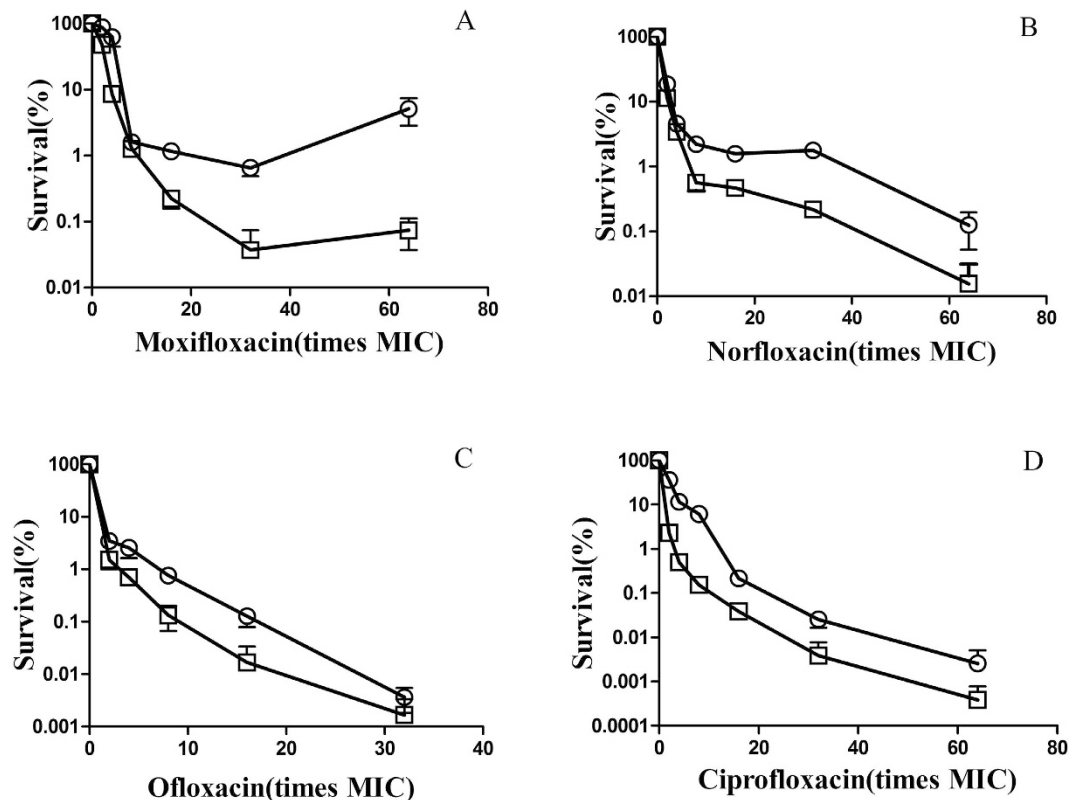 A
Survival(%)
100
10
1
0.1
0.01
0 20 40 60 80
Moxifloxacin(times MIC)
B
Survival(%)
100
10
1
0.1
0.01
0 20 40 60 80
Norfloxacin(times MIC)
C
Survival(%)
100
10
1
0.1
0.01
0.001
0 10 20 30 40
Ofloxacin(times MIC)
D
Survival(%)
100
10
1
0.1
0.01
0.001
0.0001
0 20 40 60 80
Ciprofloxacin(times MIC)